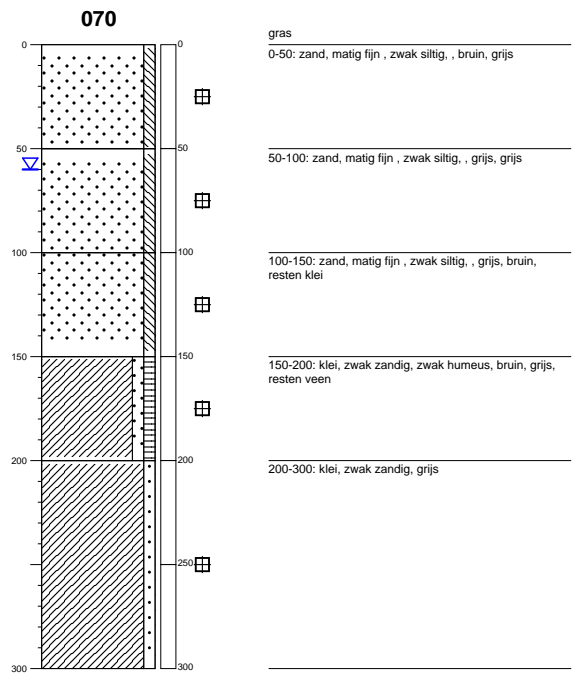 070
gras
0
0
0-50: zand, matig fijn , zwak siltig, , bruin, grijs
50
50
50-100: zand, matig fijn , zwak siltig, , grijs, grijs
100
100
100-150: zand, matig fijn , zwak siltig, , grijs, bruin,
resten klei
150
150
150-200: klei, zwak zandig, zwak humeus, bruin, grijs,
resten veen
200
200
200-300: klei, zwak zandig, grijs
250
300
300